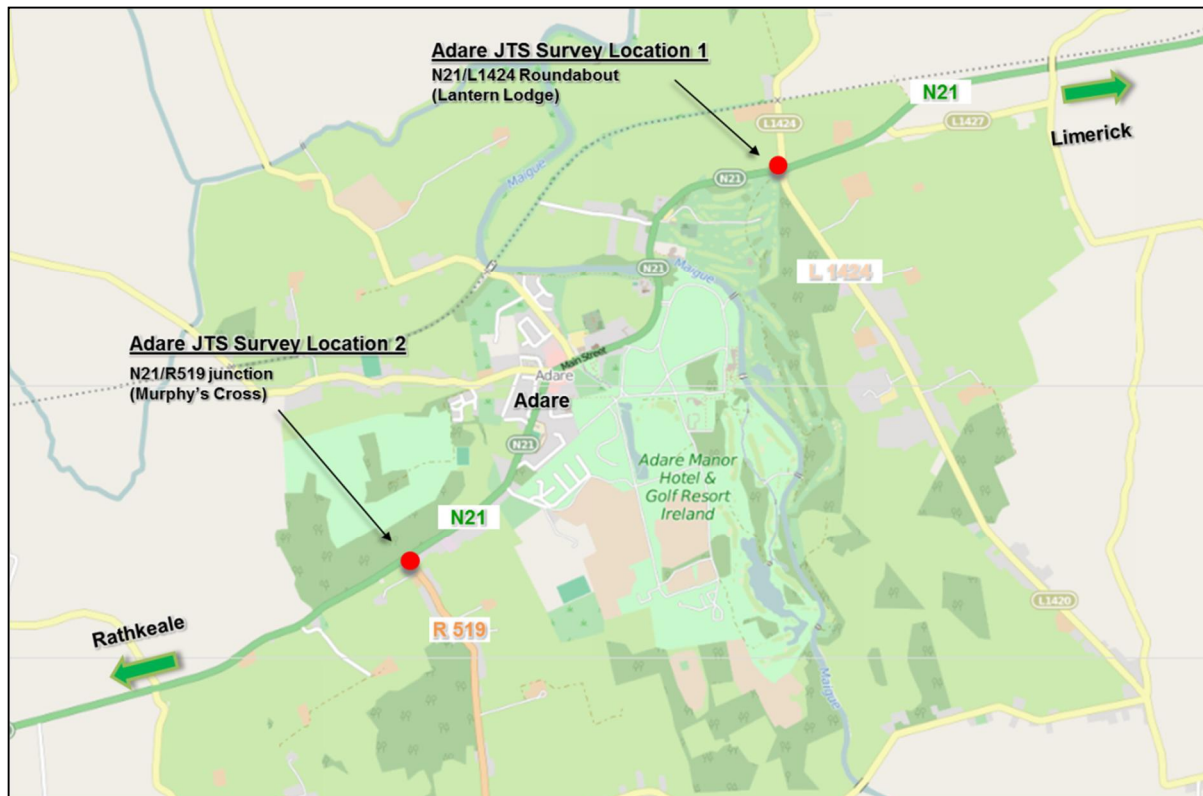 Adare JTS Survey Location 1
N21/L1424 Roundabout
(Lantern Lodge)
N21
Limerick
L1424
L1427
Maigue
N21
N21
Maigue
L 1424
Adare JTS Survey Location 2
N21/R519 junction
(Murphy's Cross)
Main Street
Adare
Adare
N21
Adare Manor
Hotel &
Golf Resort
Ireland
N21
L1420
R 519
Rathkeale
Maigue